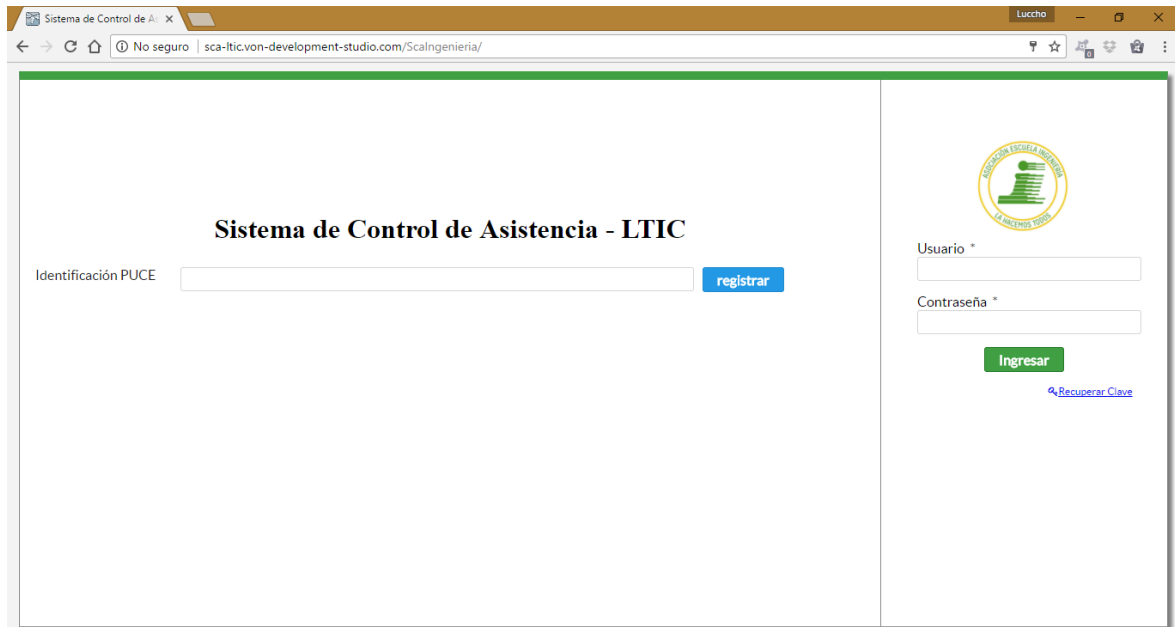 Sistema de Control de A
Luccho
No seguro | sca-ltic.von-development-studio.com/ScaIngenieria/
0
ASOCIACIÓN ESCUELA INGENIERÍA
LA HACEMOS TODOS
Sistema de Control de Asistencia - LTIC
Identificación PUCE
registrar
Usuario *
Contraseña *
Ingresar
Recuperar Clave